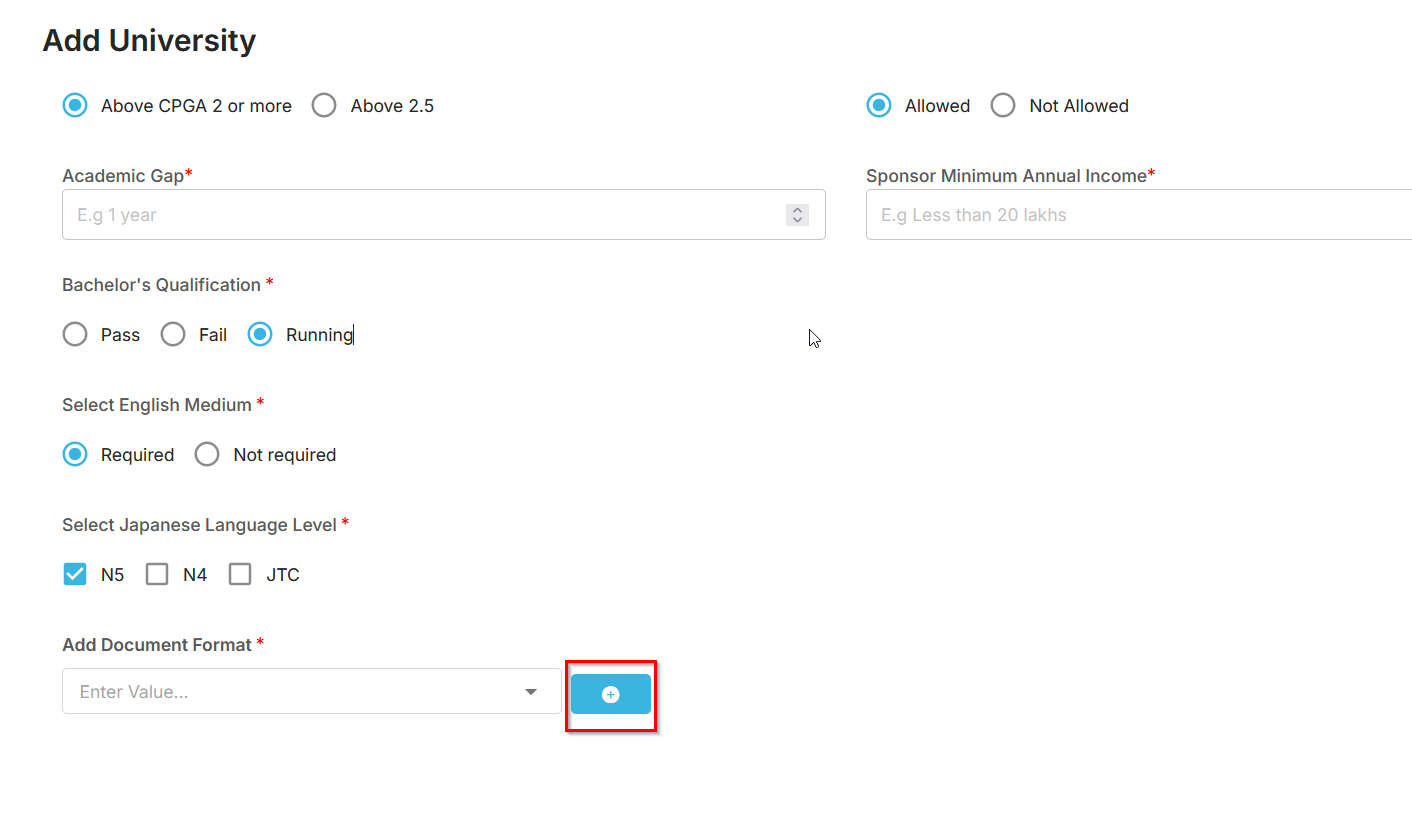 Add University
Above CPGA 2 or more Above 2.5 Allowed Not Allowed
Academic Gap* Sponsor Minimum Annual Income*
E.g 1 year E.g Less than 20 lakhs
Bachelor's Qualification *
Pass Fail Running
Select English Medium *
Required Not required
Select Japanese Language Level *
N5 N4 JTC
Add Document Format *
Enter Value...